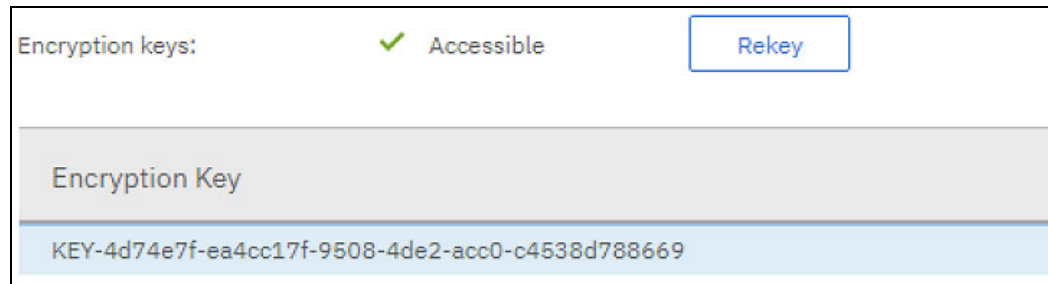 Encryption keys: Accessible Rekey
Encryption Key
KEY-4d74e7f-ea4cc17f-9508-4de2-acc0-c4538d788669